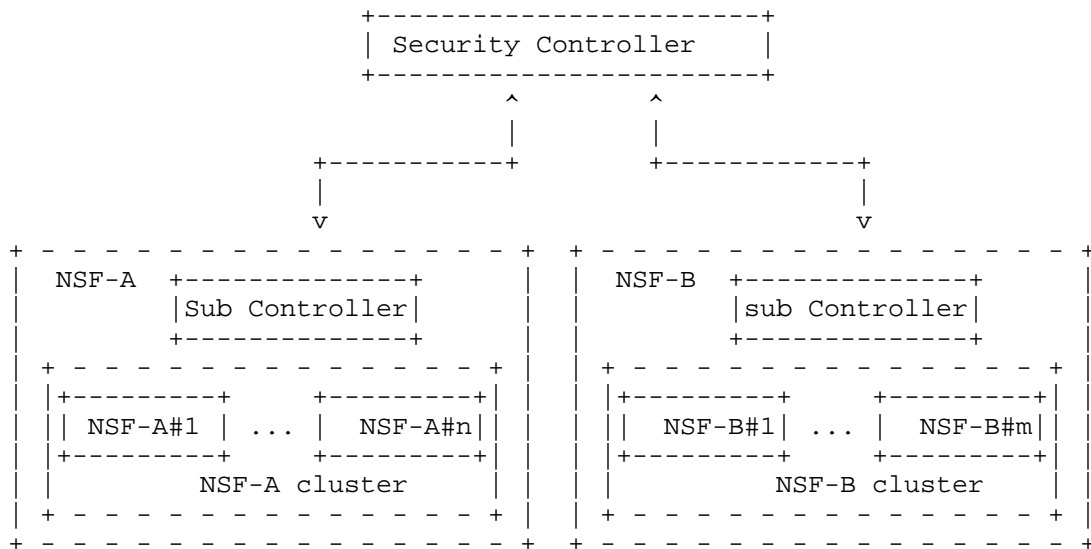 Security Controller
NSF-A NSF-B
Sub Controller sub Controller
NSF-A#1 ... NSF-A#n NSF-B#1 ... NSF-B#m
NSF-A cluster NSF-B cluster